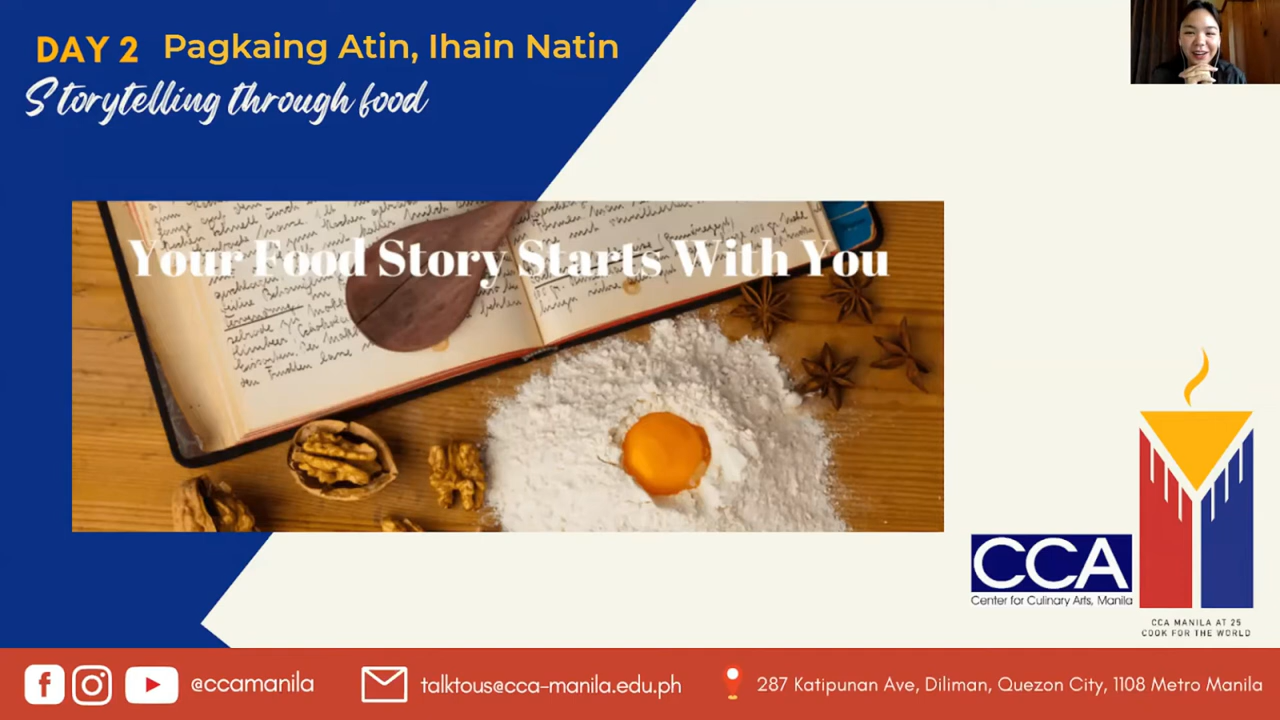 DAY 2 Pagkaing Atin, Ihain Natin
Storytelling through food
Your Food Story Starts With You
CCA
Center for Culinary Arts, Manila
CCA MANILA AT 25
COOK FOR THE WORLD
@ccamanila
talktous@cca-manila.edu.ph
287 Katipunan Ave, Diliman, Quezon City, 1108 Metro Manila